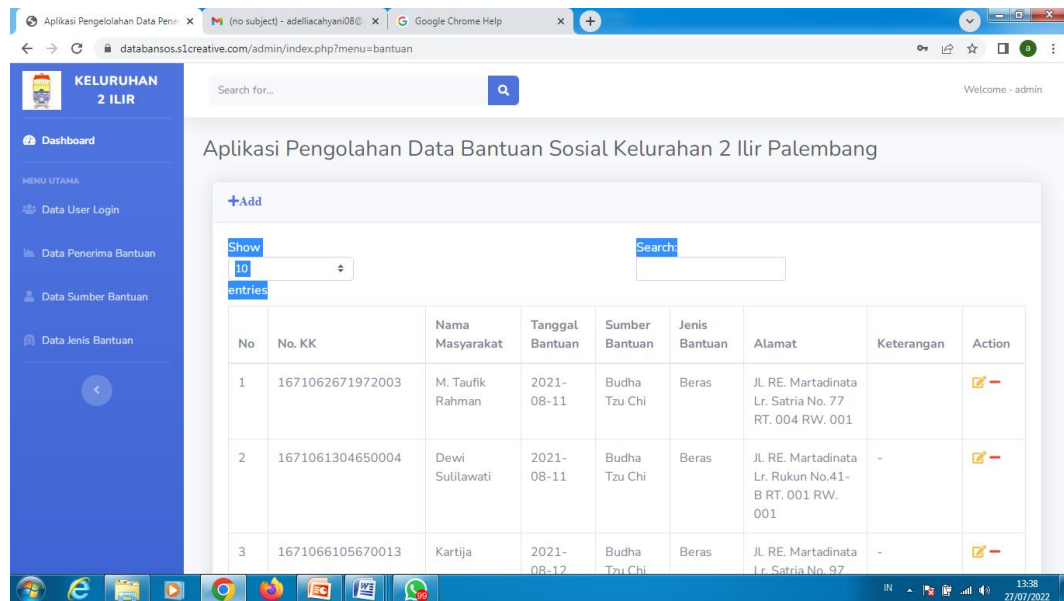 Aplikasi Pengelolahan Data Pene
(no subject) - adelliacahyani08@
Google Chrome Help
databansos.s1creative.com/admin/index.php?menu=bantuan
a
KELURUHAN
2 ILIR
Search for...
Welcome - admin
Dashboard
MENU UTAMA
Data User Login
Data Penerima Bantuan
Data Sumber Bantuan
Data Jenis Bantuan
Aplikasi Pengolahan Data Bantuan Sosial Kelurahan 2 Ilir Palembang
+Add
Show
10
entries
Search:
No No. KK Nama Masyarakat Tanggal Bantuan Sumber Bantuan Jenis Bantuan Alamat Keterangan Action
1 1671062671972003 M. Taufik Rahman 2021-08-11 Budha Tzu Chi Beras Jl. RE. Martadinata Lr. Satria No. 77 RT. 004 RW. 001
2 1671061304650004 Dewi Sulilawati 2021-08-11 Budha Tzu Chi Beras Jl. RE. Martadinata Lr. Rukun No.41-B RT. 001 RW. 001 -
3 1671066105670013 Kartija 2021-08-12 Budha Tzu Chi Beras Jl. RE. Martadinata Lr. Satria No. 97 -
IN
13:38
27/07/2022